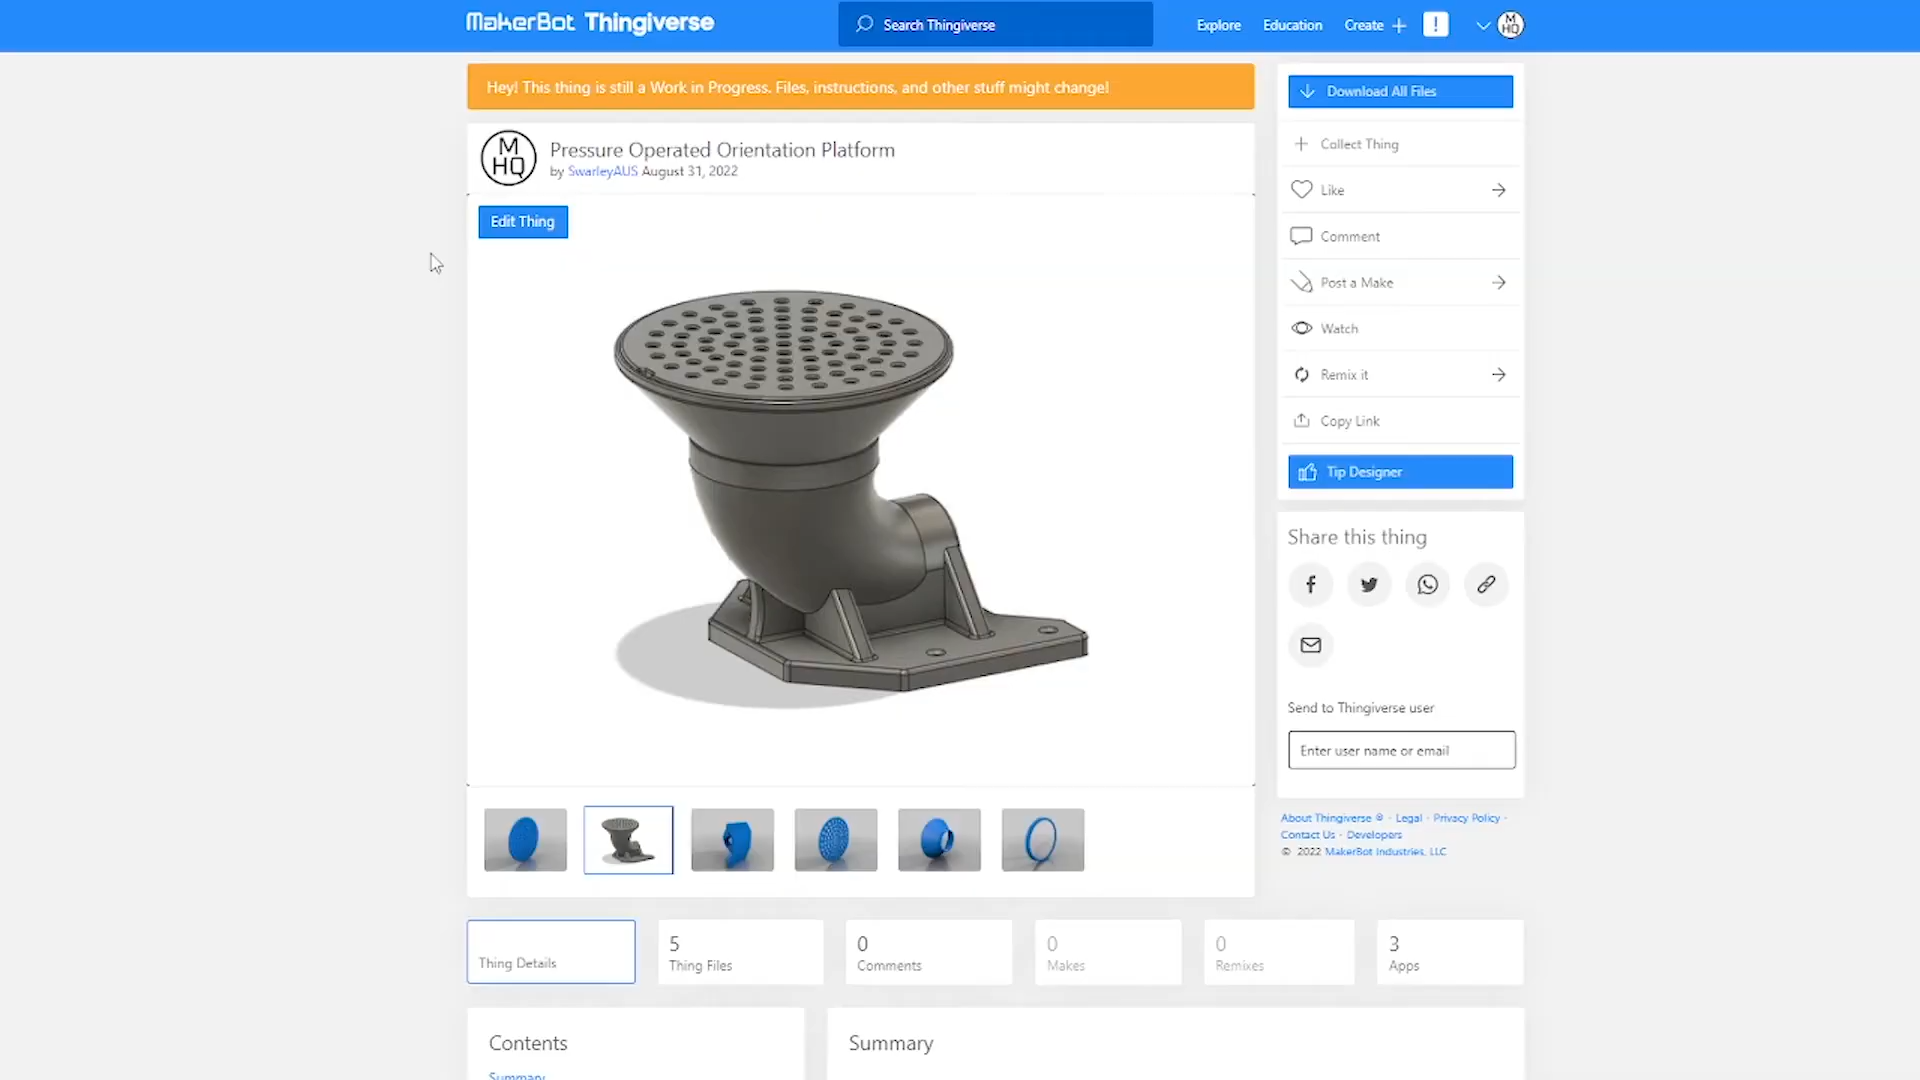 MakerBot Thingiverse
Search Thingiverse
Explore
Education
Create
!
M
HQ
Hey! This thing is still a Work in Progress. Files, instructions, and other stuff might change!
M
HQ
Pressure Operated Orientation Platform
by SwarleyAUS August 31, 2022
Edit Thing
Download All Files
Collect Thing
Like
Comment
Post a Make
Watch
Remix it
Copy Link
Tip Designer
Share this thing
Send to Thingiverse user
Enter user name or email
About Thingiverse ® · Legal · Privacy Policy ·
Contact Us · Developers
© 2022 MakerBot Industries, LLC
Thing Details
5
Thing Files
0
Comments
0
Makes
0
Remixes
3
Apps
Contents
Summary
Summary